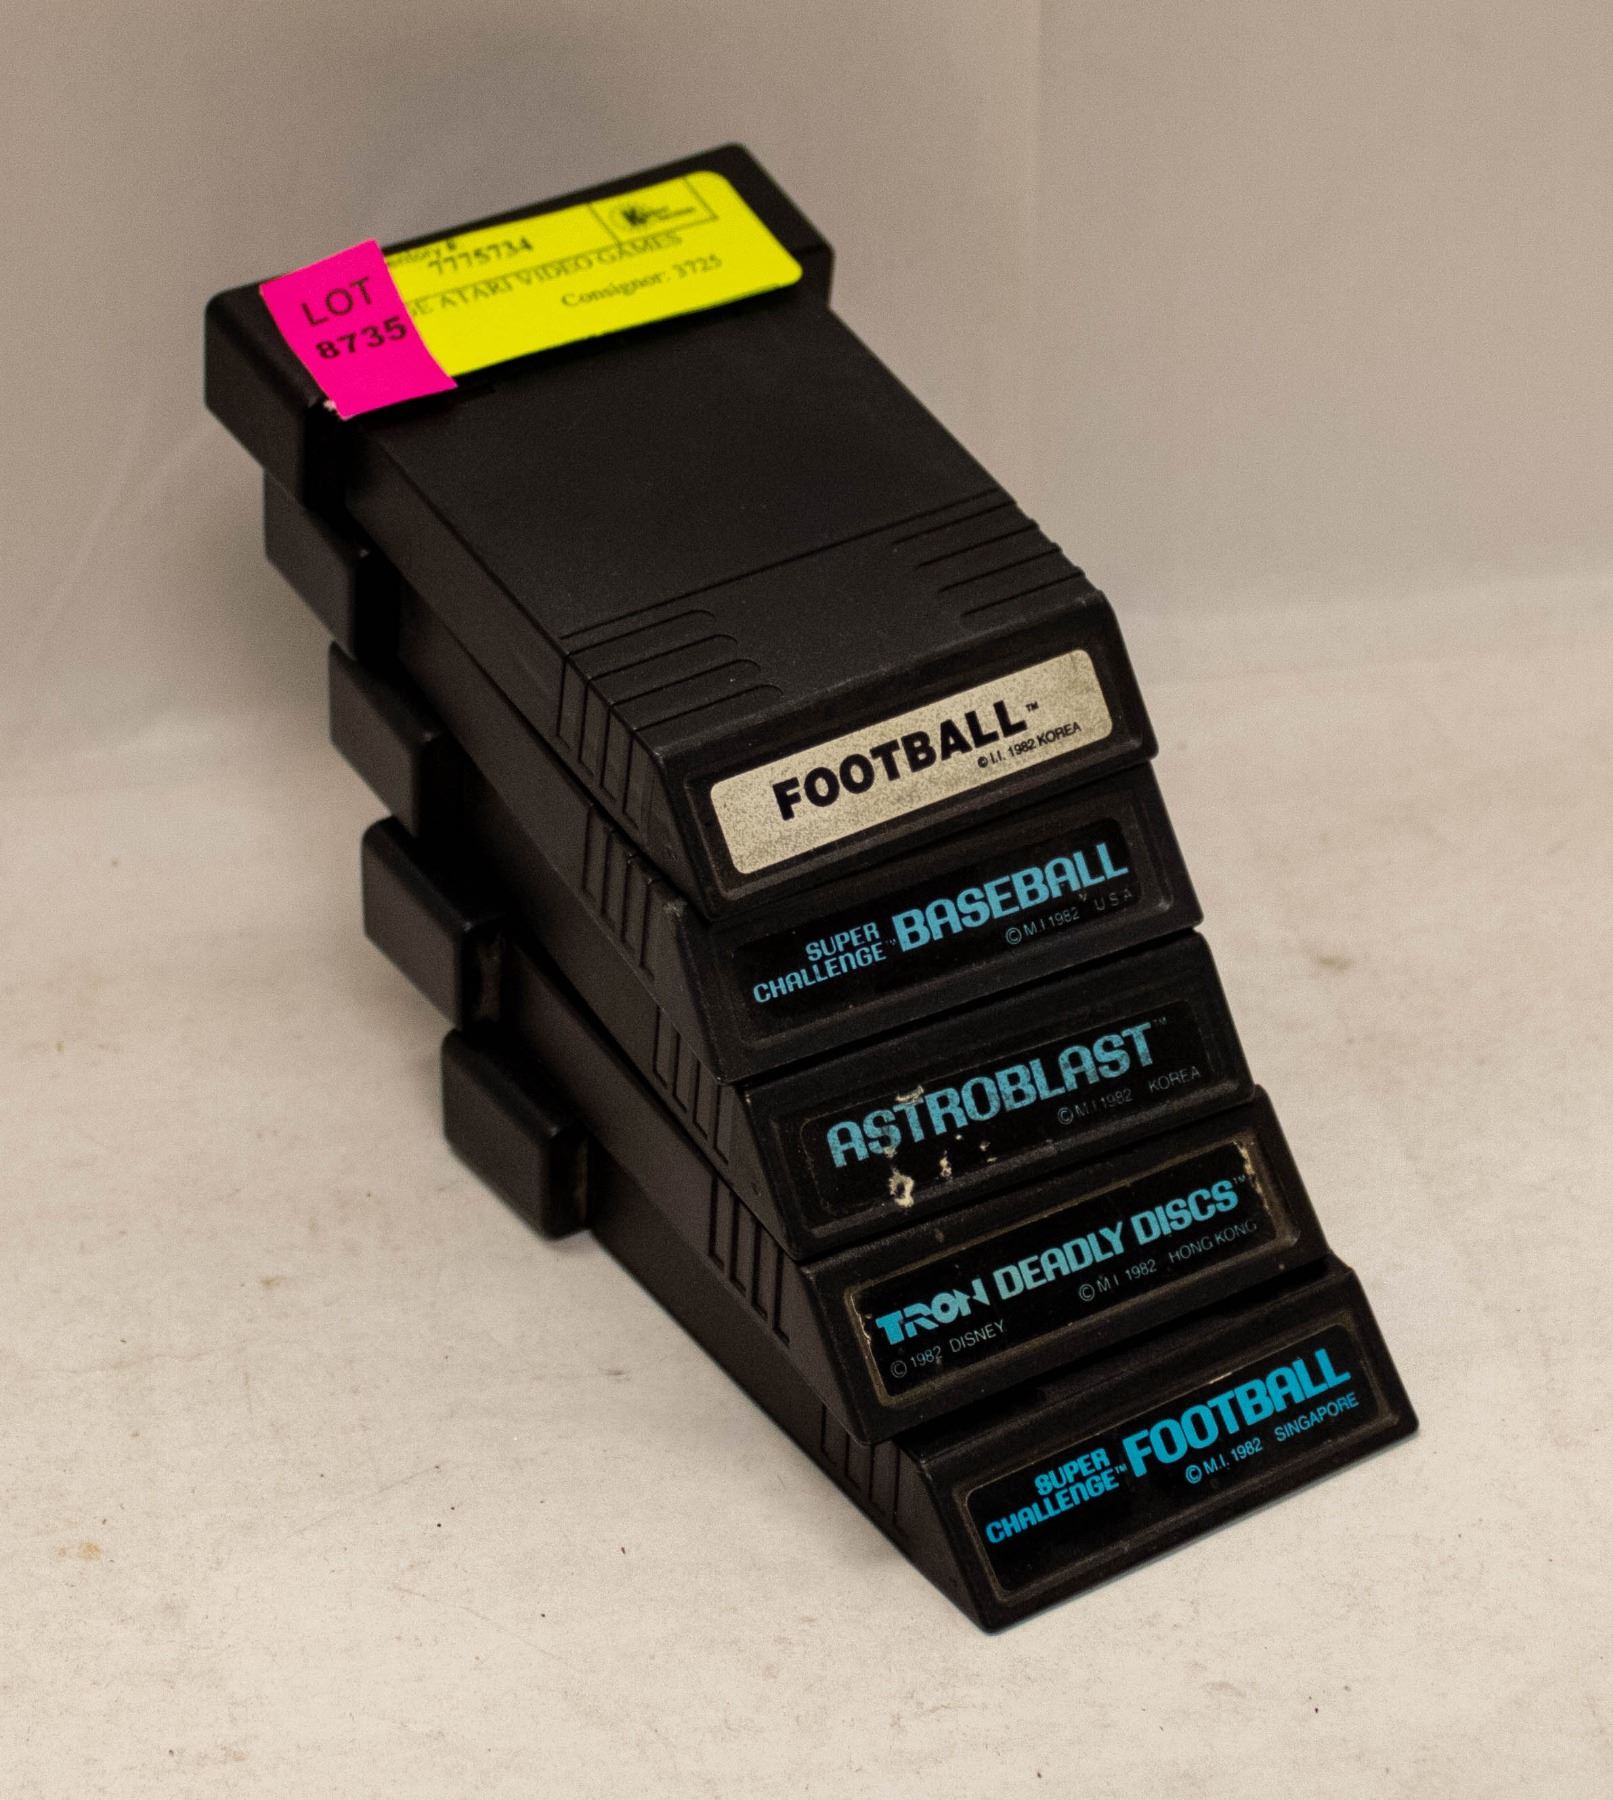 7775734
ATARI VIDEO GAMES
Consignor: 3725
LOT
8735
FOOTBALL™
© I.I. 1982 KOREA
SUPER
CHALLENGE™ BASEBALL
© M.I 1982 U S A
ASTROBLAST™
© M I 1982 KOREA
TRON DEADLY DISCS™
© M I 1982 HONG KONG
© 1982 DISNEY
SUPER
CHALLENGE™ FOOTBALL
© M.I. 1982 SINGAPORE